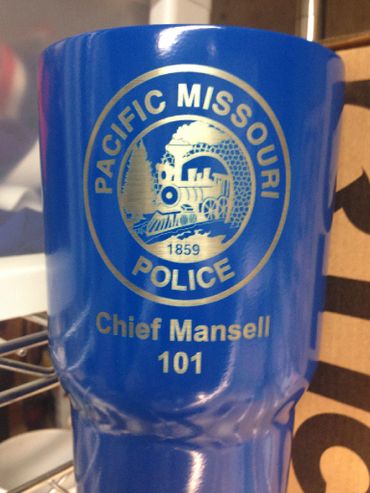 PACIFIC MISSOURI
1859
POLICE
Chief Mansell
101